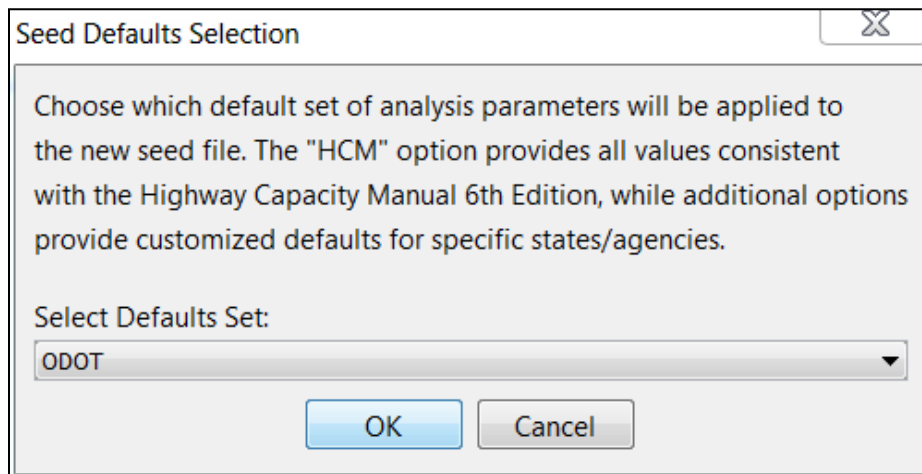 Seed Defaults Selection
Choose which default set of analysis parameters will be applied to
the new seed file. The "HCM" option provides all values consistent
with the Highway Capacity Manual 6th Edition, while additional options
provide customized defaults for specific states/agencies.
Select Defaults Set:
ODOT
OK Cancel